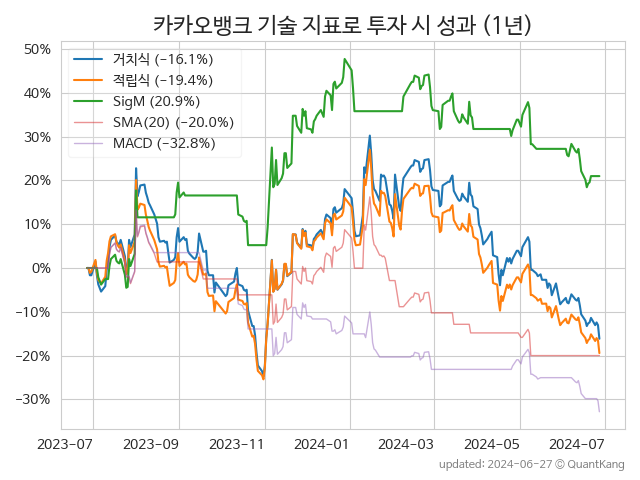 카카오뱅크 기술 지표로 투자 시 성과 (1년)
50%
40%
30%
20%
10%
0%
−10%
−20%
−30%
거치식 (−16.1%)
적립식 (−19.4%)
SigM (20.9%)
SMA(20) (−20.0%)
MACD (−32.8%)
2023-07 2023-09 2023-11 2024-01 2024-03 2024-05 2024-07
updated: 2024-06-27 © QuantKang